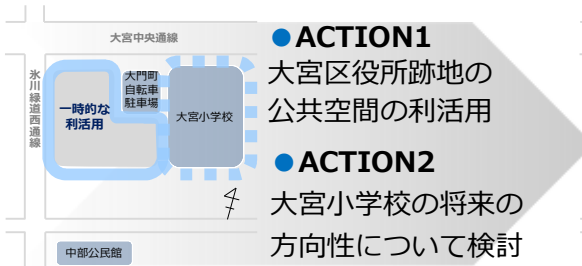 大宮中央通線
氷川緑道西通線
一時的な
利活用
大門町
自転車
駐車場
大宮小学校
中部公民館
●ACTION1
大宮区役所跡地の
公共空間の利活用
●ACTION2
大宮小学校の将来の
方向性について検討